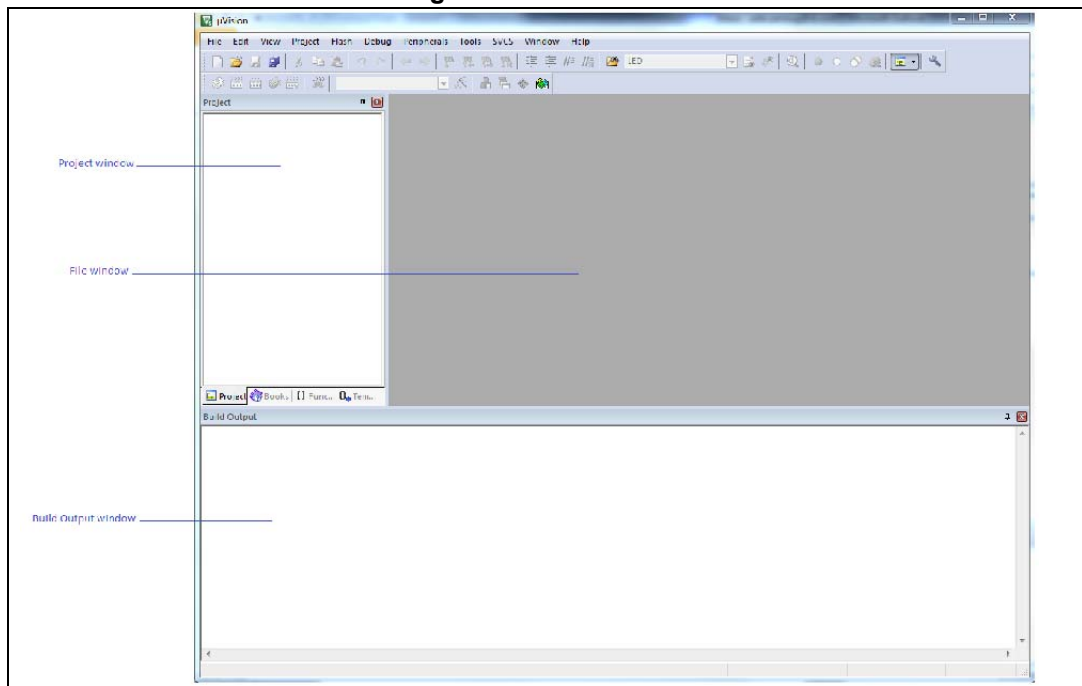 µVision
File Edit View Project Flash Debug Peripherals Tools SVCS Window Help
LED
Project
Project window
File window
Project Books Func... Tem...
Build Output
Build Output window